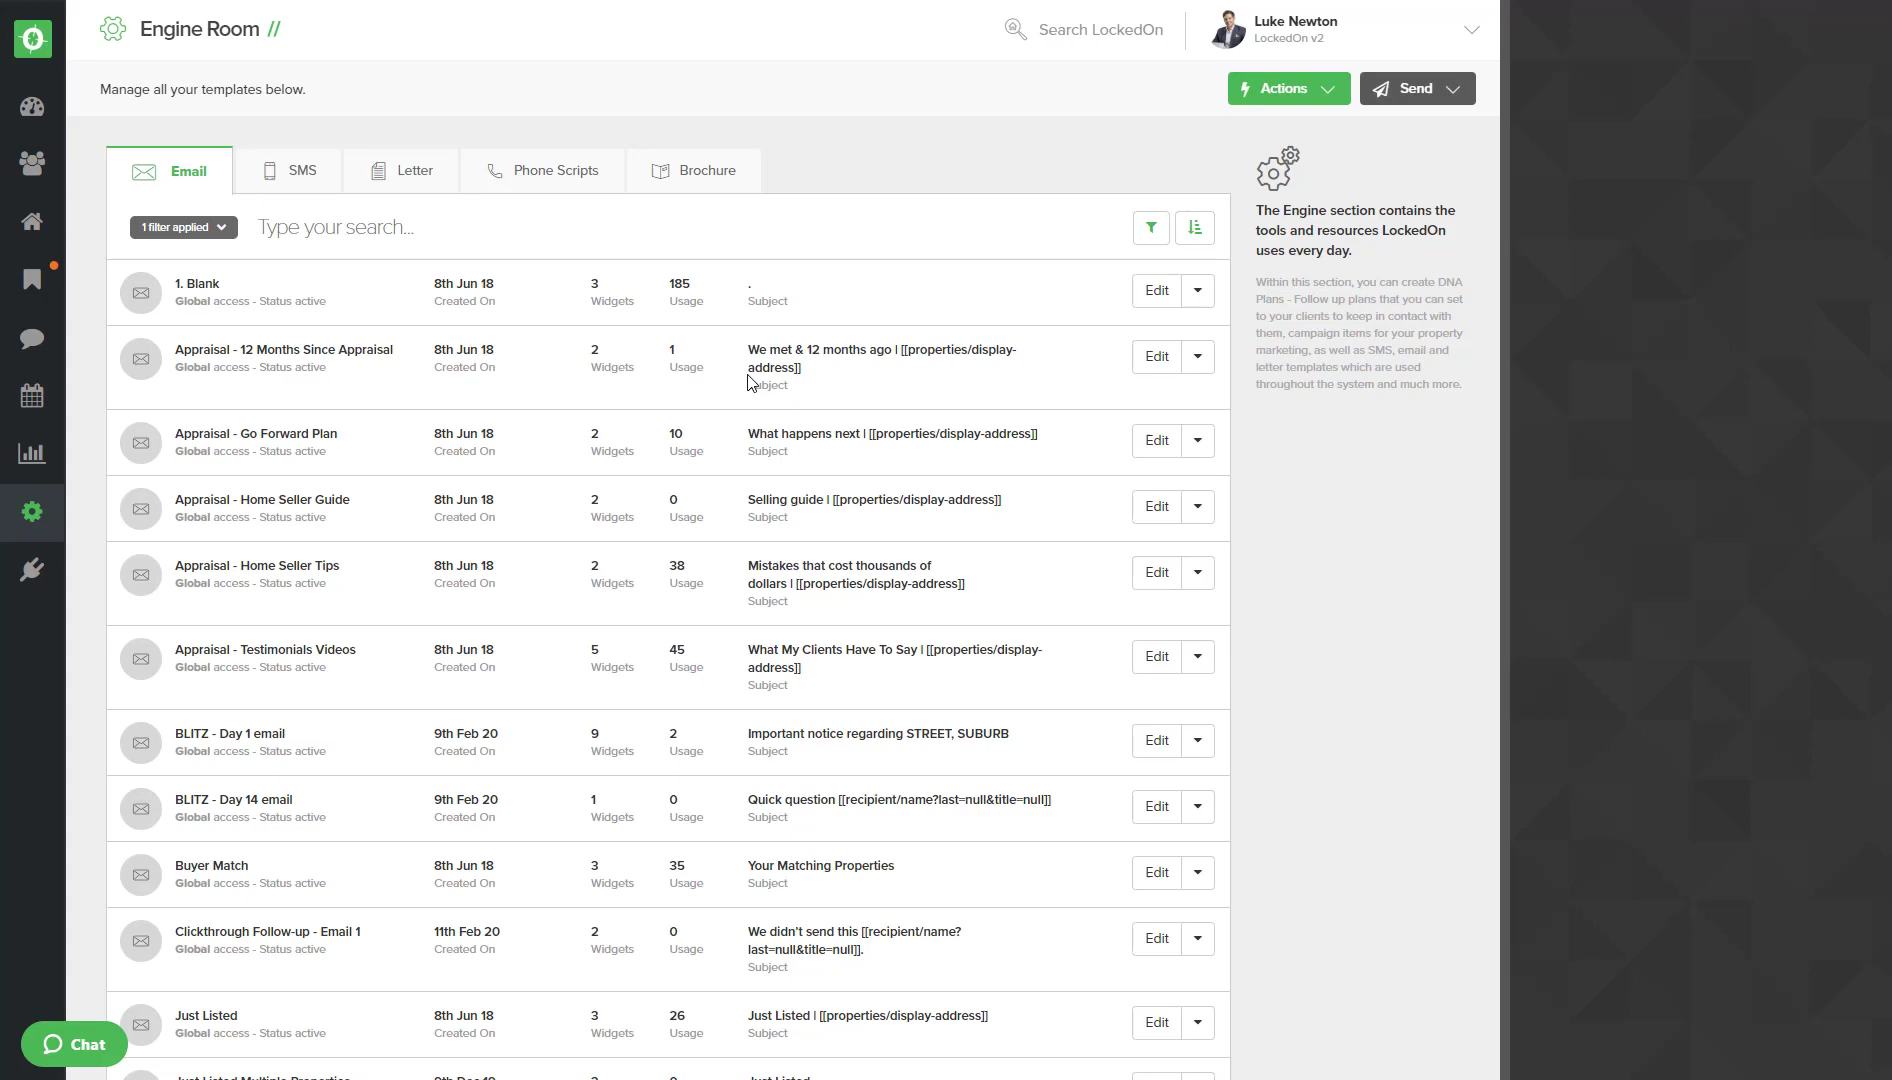 Engine Room //
Search LockedOn
Luke Newton
LockedOn v2
Manage all your templates below.
Actions
Send
Email
SMS
Letter
Phone Scripts
Brochure
1 filter applied
Type your search...
The Engine section contains the
tools and resources LockedOn
uses every day.
Within this section, you can create DNA
Plans - Follow up plans that you can set
to your clients to keep in contact with
them, campaign items for your property
marketing, as well as SMS, email and
letter templates which are used
throughout the system and much more.
1. Blank 8th Jun 18 3 185 .
Global access - Status active Created On Widgets Usage Subject
Edit
Appraisal - 12 Months Since Appraisal 8th Jun 18 2 1 We met & 12 months ago | [[properties/display-
Global access - Status active Created On Widgets Usage address]]
Subject
Edit
Appraisal - Go Forward Plan 8th Jun 18 2 10 What happens next | [[properties/display-address]]
Global access - Status active Created On Widgets Usage Subject
Edit
Appraisal - Home Seller Guide 8th Jun 18 2 0 Selling guide | [[properties/display-address]]
Global access - Status active Created On Widgets Usage Subject
Edit
Appraisal - Home Seller Tips 8th Jun 18 2 38 Mistakes that cost thousands of
Global access - Status active Created On Widgets Usage dollars | [[properties/display-address]]
Subject
Edit
Appraisal - Testimonials Videos 8th Jun 18 5 45 What My Clients Have To Say | [[properties/display-
Global access - Status active Created On Widgets Usage address]]
Subject
Edit
BLITZ - Day 1 email 9th Feb 20 9 2 Important notice regarding STREET, SUBURB
Global access - Status active Created On Widgets Usage Subject
Edit
BLITZ - Day 14 email 9th Feb 20 1 0 Quick question [[recipient/name?last=null&title=null]]
Global access - Status active Created On Widgets Usage Subject
Edit
Buyer Match 8th Jun 18 3 35 Your Matching Properties
Global access - Status active Created On Widgets Usage Subject
Edit
Clickthrough Follow-up - Email 1 11th Feb 20 2 0 We didn't send this [[recipient/name?
Global access - Status active Created On Widgets Usage last=null&title=null]].
Subject
Edit
Just Listed 8th Jun 18 3 26 Just Listed | [[properties/display-address]]
Global access - Status active Created On Widgets Usage Subject
Edit
Chat
Just Listed Multiple Properties 9th Dec 19 Just Listed